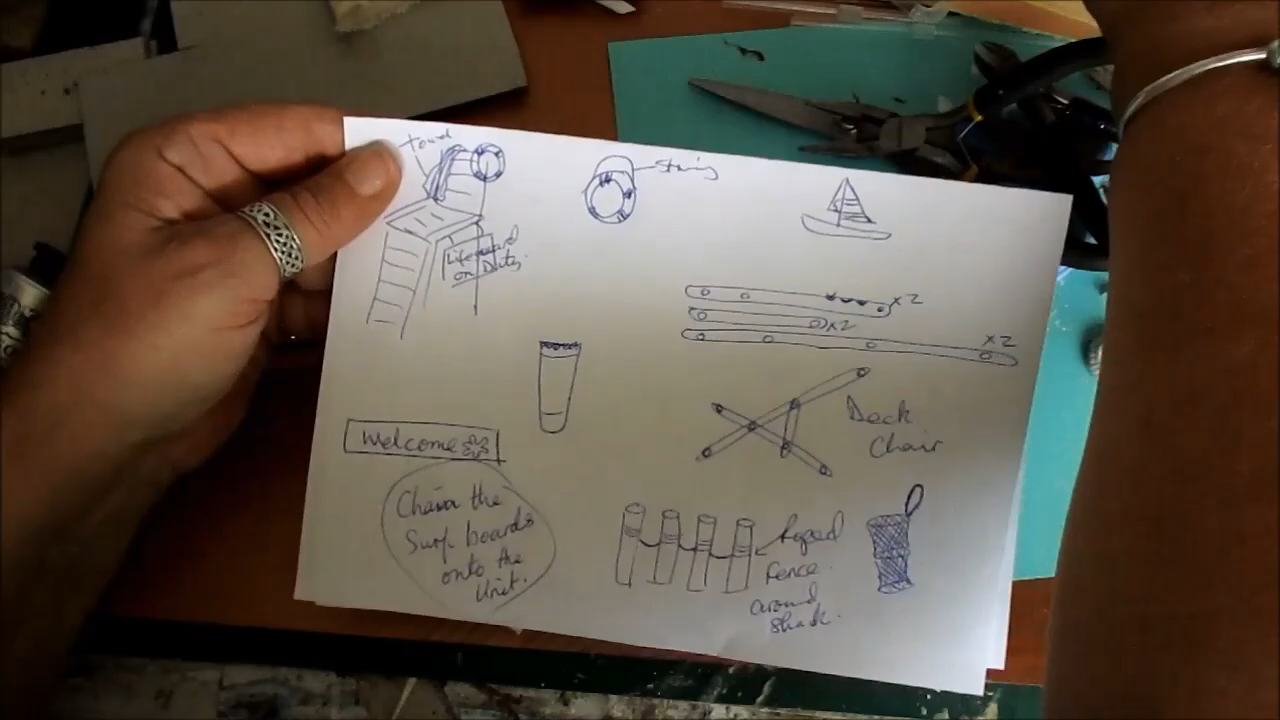 towel
String
Lifeguard
on Duty.
x2
x2
x2
Deck
Chair
Welcome
Chain the
Surf boards
onto the
Unit.
Roped
Fence
around
shack.